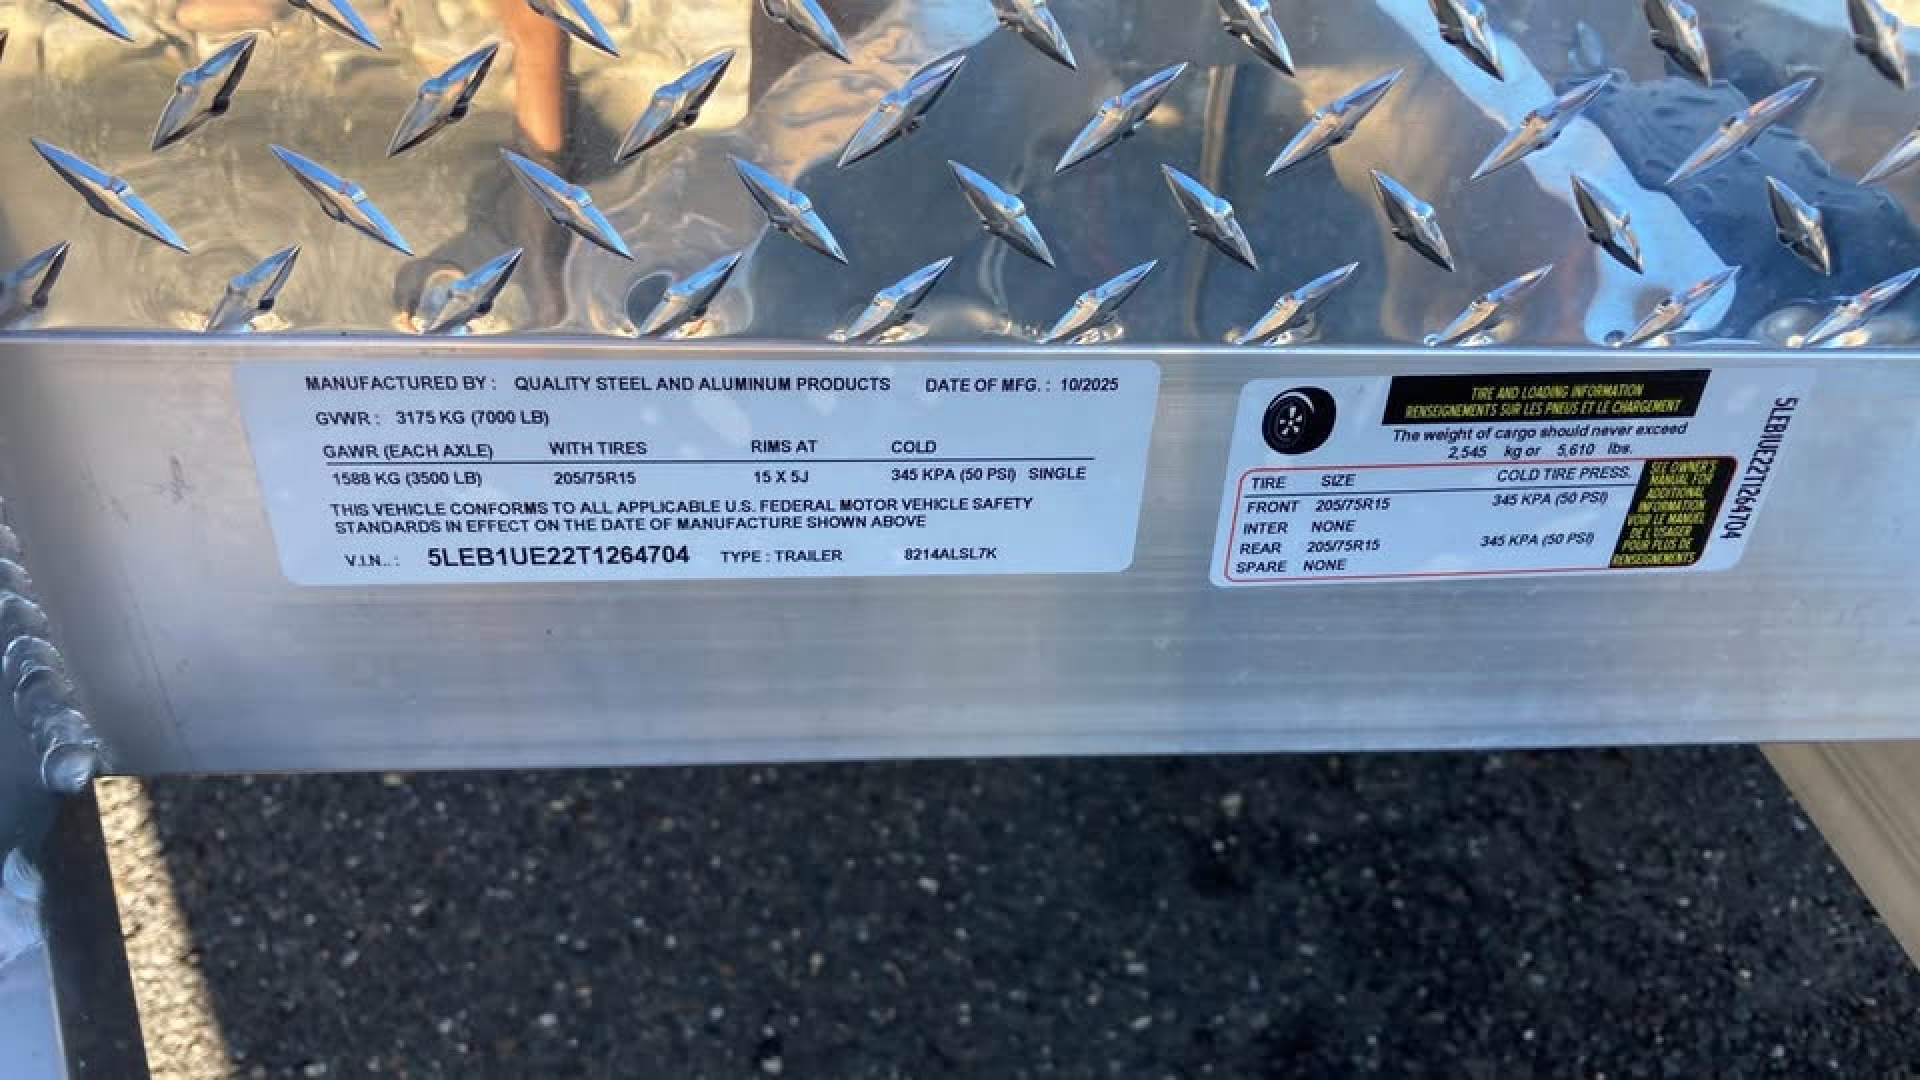 MANUFACTURED BY : QUALITY STEEL AND ALUMINUM PRODUCTS DATE OF MFG. : 10/2025
GVWR : 3175 KG (7000 LB)
GAWR (EACH AXLE) WITH TIRES RIMS AT COLD
1588 KG (3500 LB) 205/75R15 15 X 5J 345 KPA (50 PSI) SINGLE
THIS VEHICLE CONFORMS TO ALL APPLICABLE U.S. FEDERAL MOTOR VEHICLE SAFETY
STANDARDS IN EFFECT ON THE DATE OF MANUFACTURE SHOWN ABOVE
V.I.N.. : 5LEB1UE22T1264704 TYPE : TRAILER 8214ALSL7K
TIRE AND LOADING INFORMATION
RENSEIGNEMENTS SUR LES PNEUS ET LE CHARGEMENT
The weight of cargo should never exceed
2,545 kg or 5,610 lbs.
TIRE SIZE COLD TIRE PRESS.
FRONT 205/75R15 345 KPA (50 PSI)
INTER NONE
REAR 205/75R15 345 KPA (50 PSI)
SPARE NONE
SEE OWNER'S
MANUAL FOR
ADDITIONAL
INFORMATION
VOIR LE MANUEL
DE L'USAGER
POUR PLUS DE
RENSEIGNEMENTS
5LEB1UE22T1264704